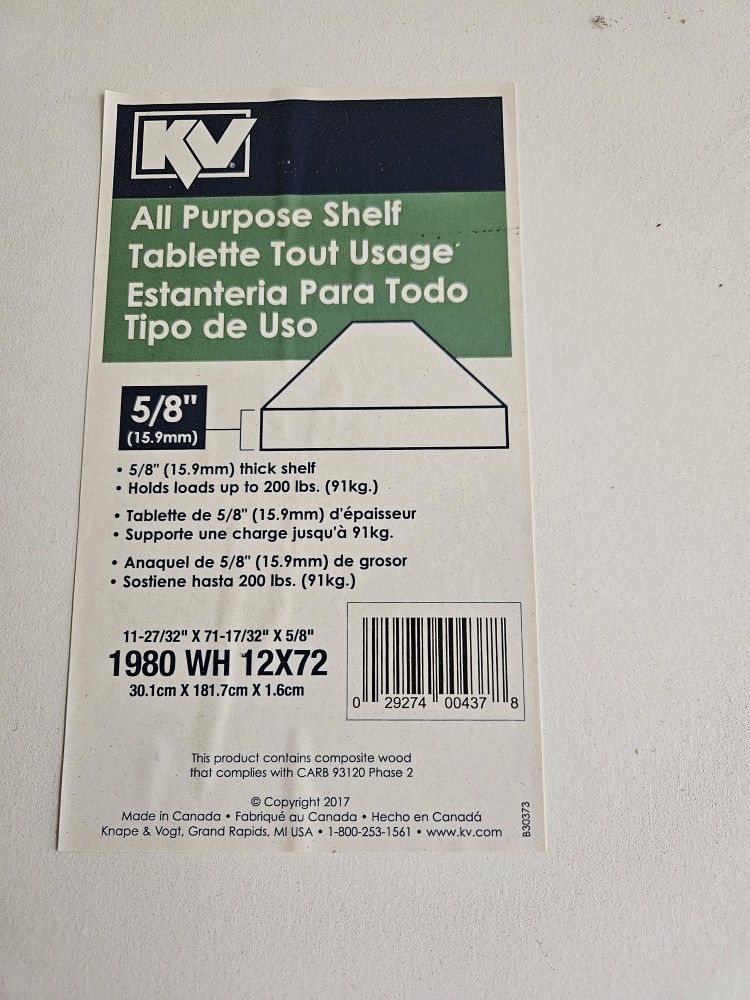 KV®
All Purpose Shelf
Tablette Tout Usage
Estanteria Para Todo
Tipo de Uso
5/8"
(15.9mm)
• 5/8" (15.9mm) thick shelf
• Holds loads up to 200 lbs. (91kg.)
• Tablette de 5/8" (15.9mm) d'épaisseur
• Supporte une charge jusqu'à 91kg.
• Anaquel de 5/8" (15.9mm) de grosor
• Sostiene hasta 200 lbs. (91kg.)
11-27/32" X 71-17/32" X 5/8"
1980 WH 12X72
30.1cm X 181.7cm X 1.6cm
0 29274 00437 8
This product contains composite wood
that complies with CARB 93120 Phase 2
© Copyright 2017
Made in Canada • Fabriqué au Canada • Hecho en Canadá
Knape & Vogt, Grand Rapids, MI USA • 1-800-253-1561 • www.kv.com
B30373